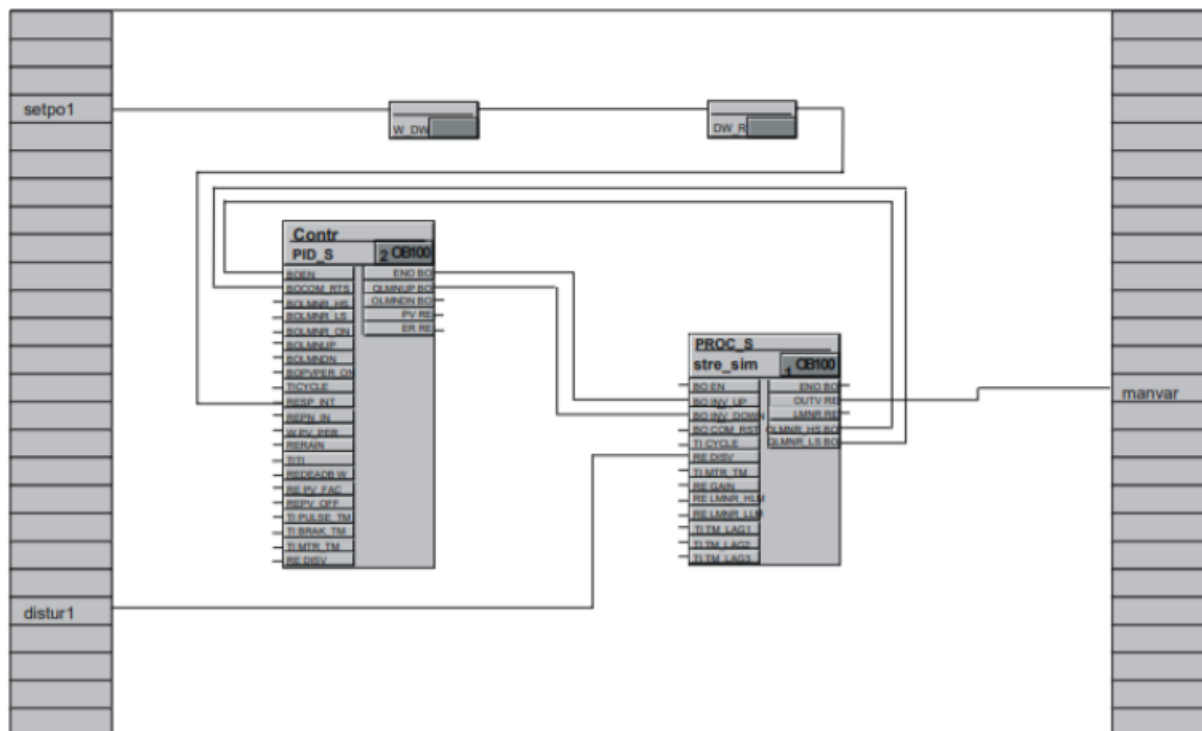 setpo1
W_DW
DW_R
Contr
PID_S
2 OB100
BOEN
ENO BO
BOCOM_RTS
QLMNUP BO
BOLMNR_HS
QLMNDN BO
BOLMNR_LS
PV RE
BOLMNR_ON
ER RE
BOLMNUP
BOLMNDN
BOPVPER_ON
TICYCLE
RESP_INT
REPN_IN
W.PV_PER
RERAIN
TITI
REDEADB.W
RE PV_FAC
REPV_OFF
TI PULSE_TM
TI BRAK_TM
TI MTR_TM
RE DISV
PROC_S
stre_sim
1 OB100
BO EN
ENO BO
BO INV_UP
OUTV RE
BO INV_DOWN
LMNR RE
BO COM_RST
QLMNR_HS BO
TI CYCLE
QLMNR_LS BO
RE DISV
TI MTR_TM
RE GAIN
RE LMNR_HLM
RE LMNR_LLM
TI TM_LAG1
TI TM_LAG2
TI TM_LAG3
manvar
distur1